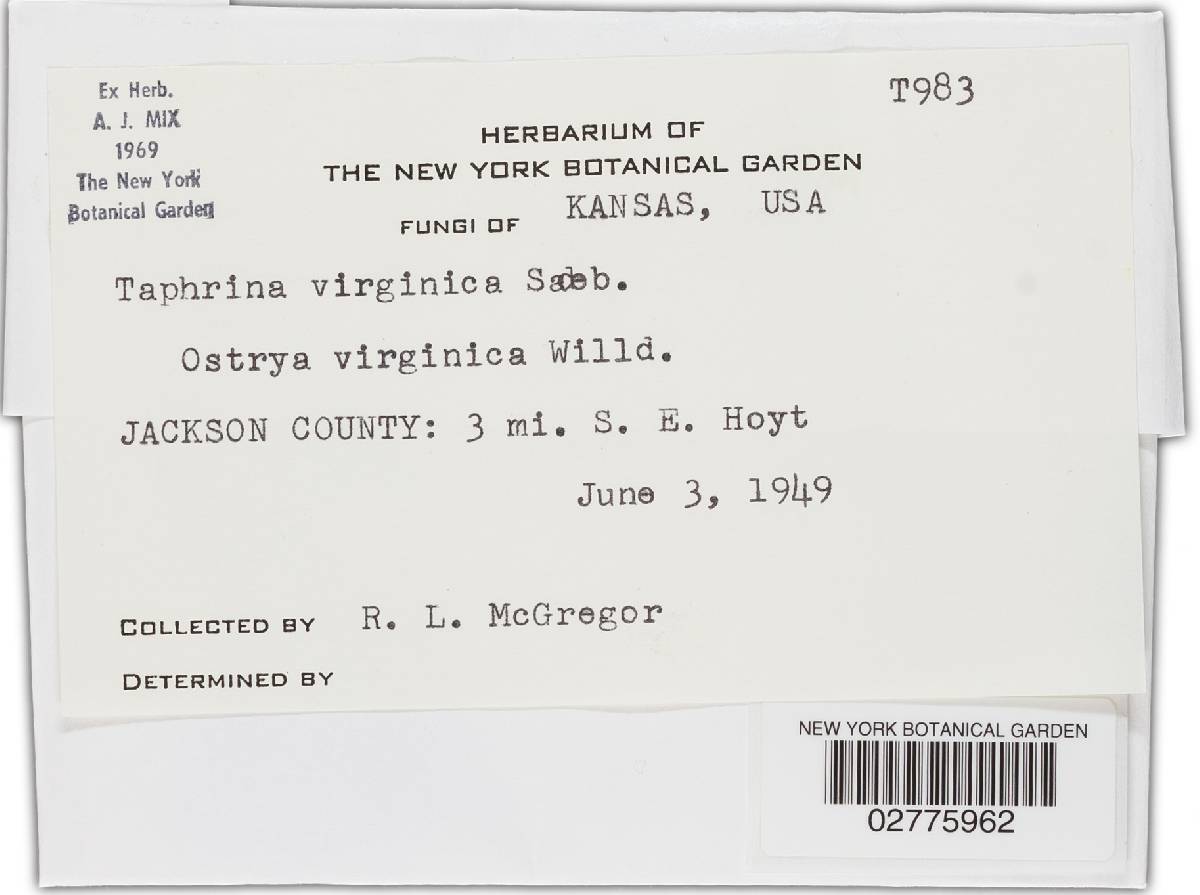 Ex Herb.
A. J. MIX
1969
The New York
Botanical Garden
T983
HERBARIUM OF
THE NEW YORK BOTANICAL GARDEN
FUNGI OF KANSAS, USA
Taphrina virginica Sadeb.
Ostrya virginica Willd.
JACKSON COUNTY: 3 mi. S. E. Hoyt
June 3, 1949
COLLECTED BY R. L. McGregor
DETERMINED BY
NEW YORK BOTANICAL GARDEN
02775962